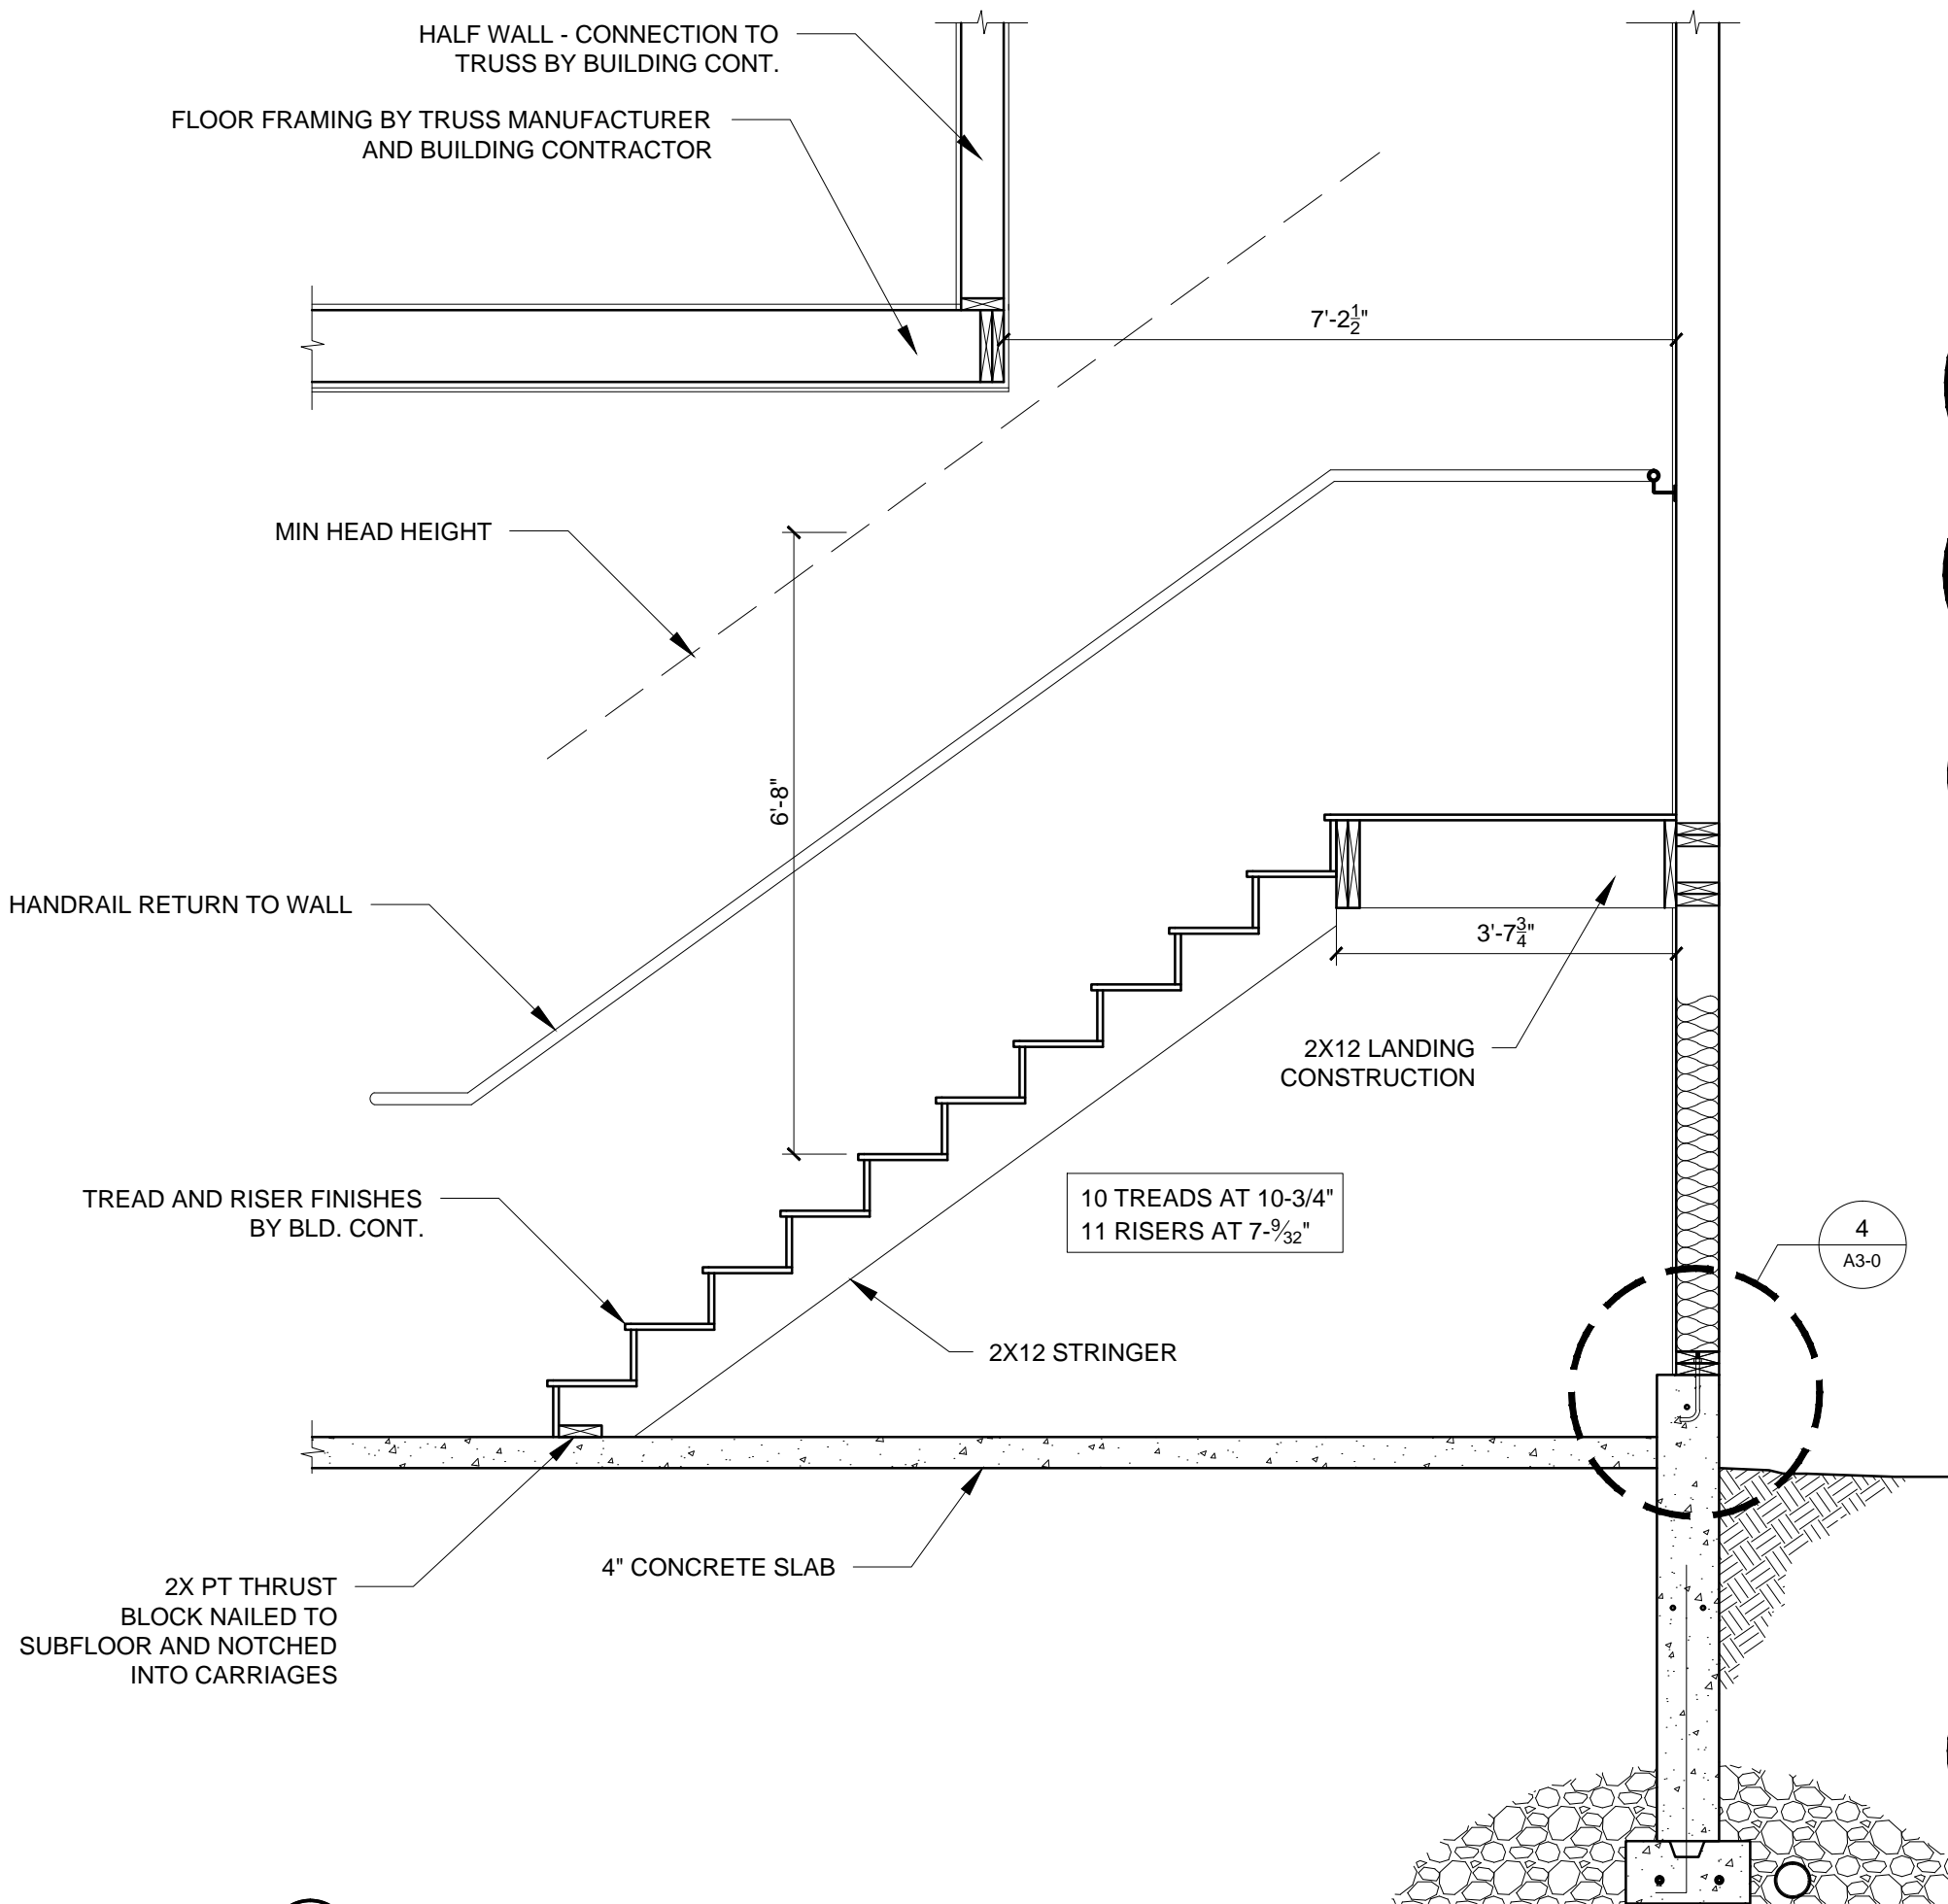 HALF WALL - CONNECTION TO
TRUSS BY BUILDING CONT.
FLOOR FRAMING BY TRUSS MANUFACTURER
AND BUILDING CONTRACTOR
7'-2½"
MIN HEAD HEIGHT
6'-8"
HANDRAIL RETURN TO WALL
3'-7¾"
2X12 LANDING
CONSTRUCTION
TREAD AND RISER FINISHES
BY BLD. CONT.
10 TREADS AT 10-3/4"
11 RISERS AT 7-9/32"
4
A3-0
2X12 STRINGER
4" CONCRETE SLAB
2X PT THRUST
BLOCK NAILED TO
SUBFLOOR AND NOTCHED
INTO CARRIAGES